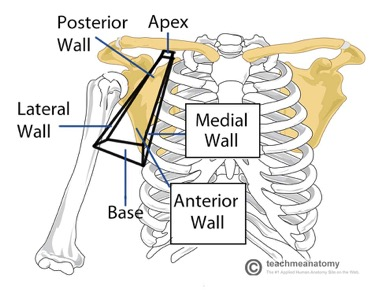 Posterior
Wall
Apex
Lateral
Wall
Medial
Wall
Base
Anterior
Wall
© teachmeanatomy
The #1 Applied Human Anatomy Site on the Web.